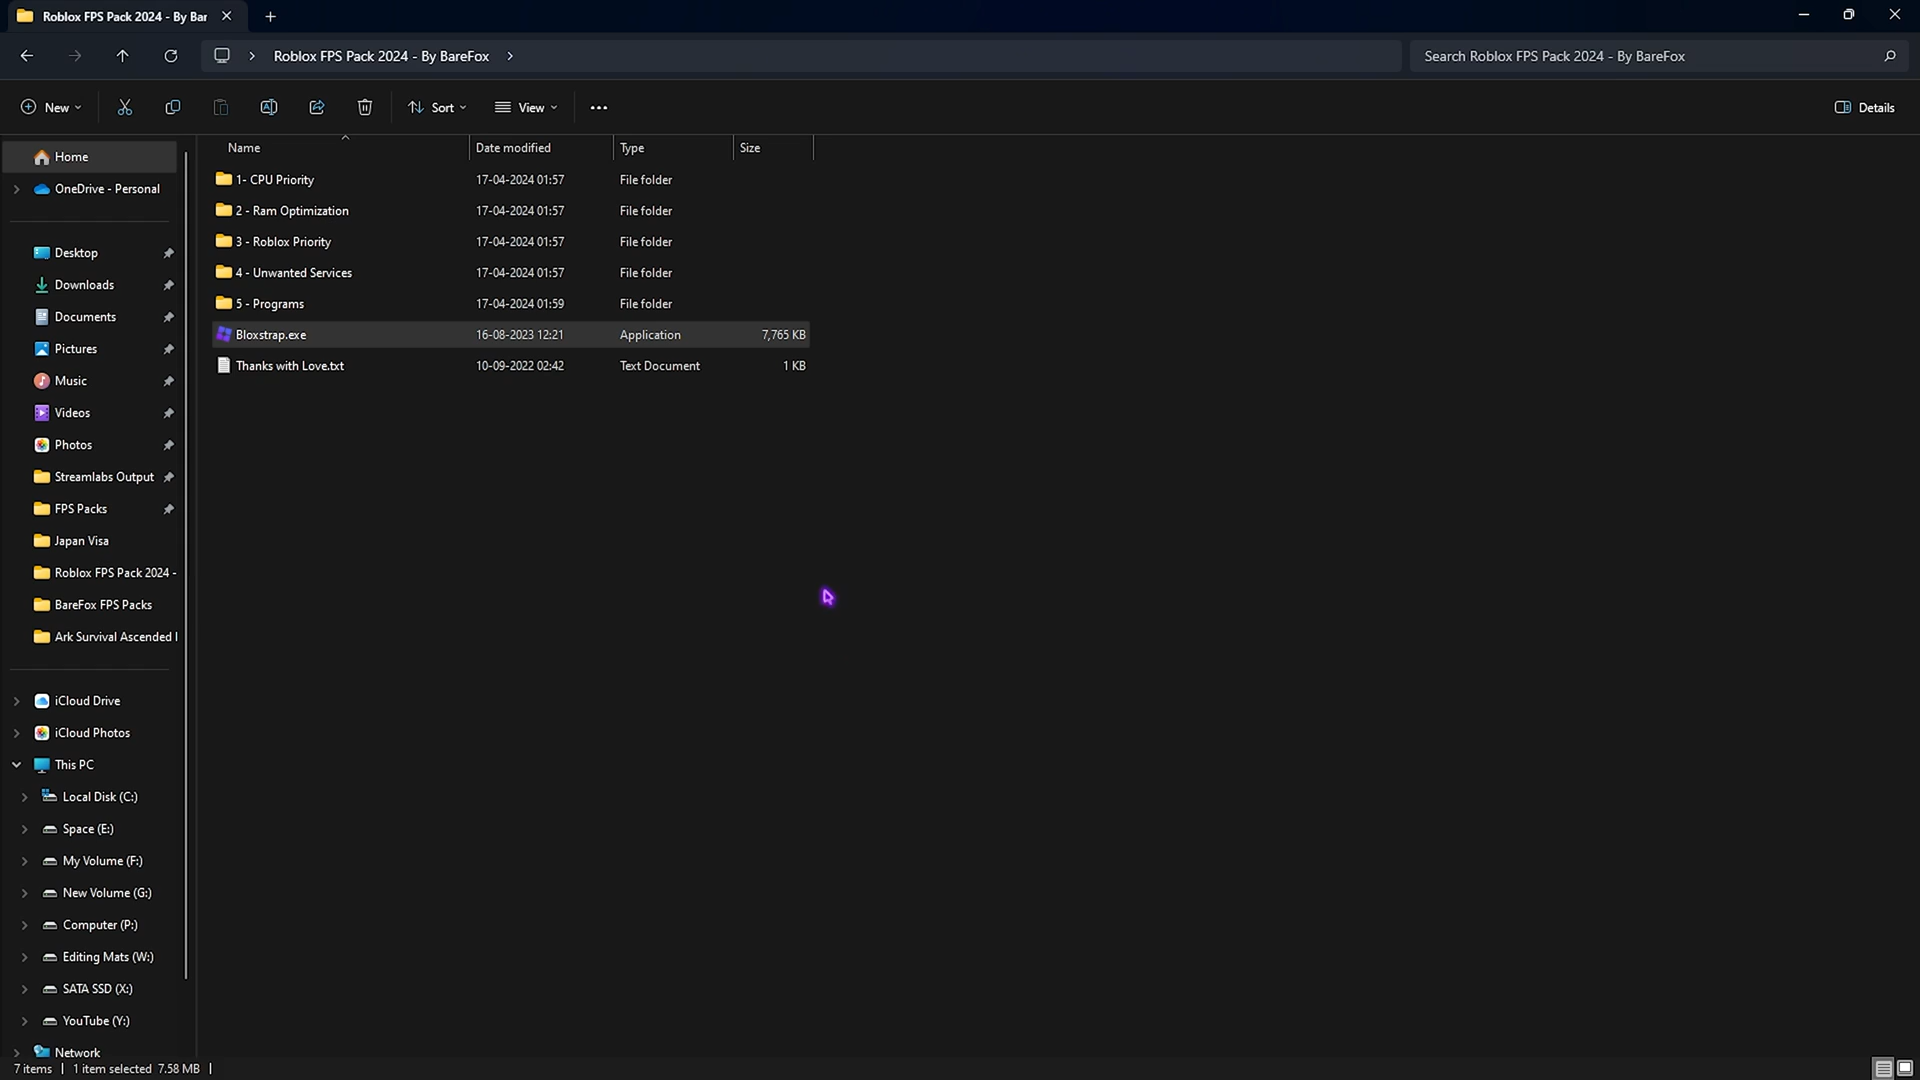 Roblox FPS Pack 2024 - By Bar
Roblox FPS Pack 2024 - By BareFox
Search Roblox FPS Pack 2024 - By BareFox
New
Sort
View
Details
Name Date modified Type Size
1- CPU Priority 17-04-2024 01:57 File folder
2 - Ram Optimization 17-04-2024 01:57 File folder
3 - Roblox Priority 17-04-2024 01:57 File folder
4 - Unwanted Services 17-04-2024 01:57 File folder
5 - Programs 17-04-2024 01:59 File folder
Bloxstrap.exe 16-08-2023 12:21 Application 7,765 KB
Thanks with Love.txt 10-09-2022 02:42 Text Document 1 KB
Home
OneDrive - Personal
Desktop
Downloads
Documents
Pictures
Music
Videos
Photos
Streamlabs Output
FPS Packs
Japan Visa
Roblox FPS Pack 2024 -
BareFox FPS Packs
Ark Survival Ascended
iCloud Drive
iCloud Photos
This PC
Local Disk (C:)
Space (E:)
My Volume (F:)
New Volume (G:)
Computer (P:)
Editing Mats (W:)
SATA SSD (X:)
YouTube (Y:)
Network
7 items 1 item selected 7.58 MB